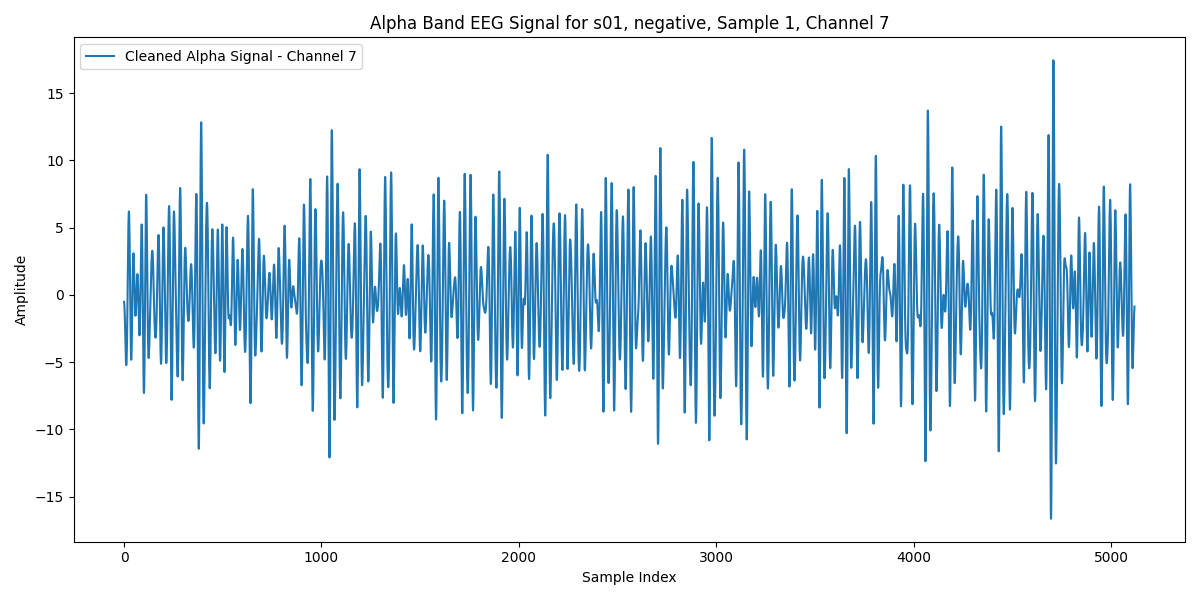 Alpha Band EEG Signal for s01, negative, Sample 1, Channel 7
Cleaned Alpha Signal - Channel 7
Amplitude
15
10
5
0
−5
−10
−15
0 1000 2000 3000 4000 5000
Sample Index